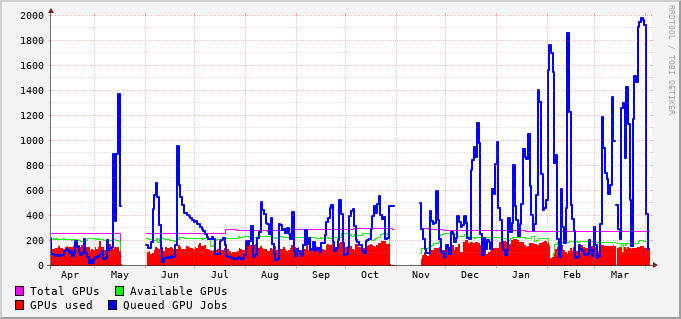 2000
1800
1600
1400
1200
1000
800
600
400
200
0
Apr May Jun Jul Aug Sep Oct Nov Dec Jan Feb Mar
Total GPUs Available GPUs
GPUs used Queued GPU Jobs
RRDTOOL / TOBI OETIKER